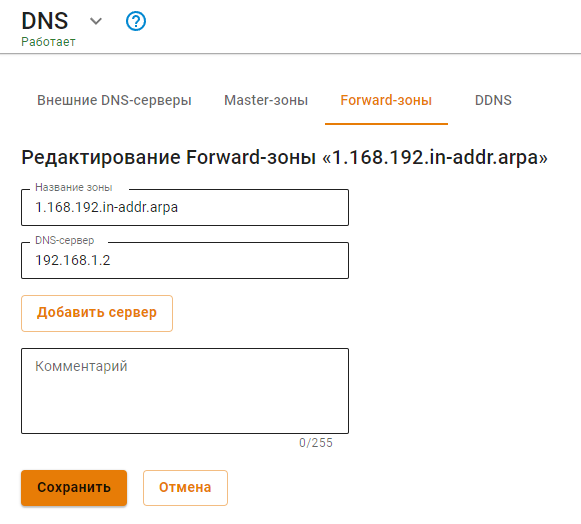 DNS
Работает
Внешние DNS-серверы Master-зоны Forward-зоны DDNS
Редактирование Forward-зоны «1.168.192.in-addr.arpa»
Название зоны
1.168.192.in-addr.arpa
DNS-сервер
192.168.1.2
Добавить сервер
Комментарий
0/255
Сохранить Отмена